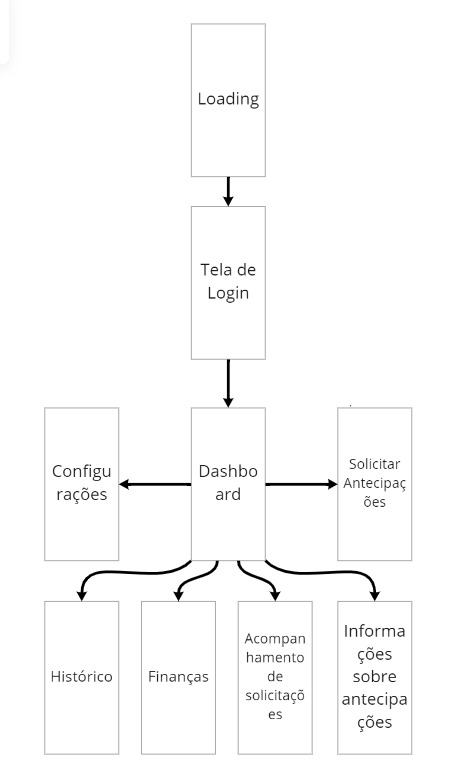 Loading
Tela de
Login
Configu
rações
Dashbo
ard
Solicitar
Antecipaç
ões
Histórico
Finanças
Acompan
hamento
de
solicitaçõ
es
Informa
ções
sobre
antecipa
ções